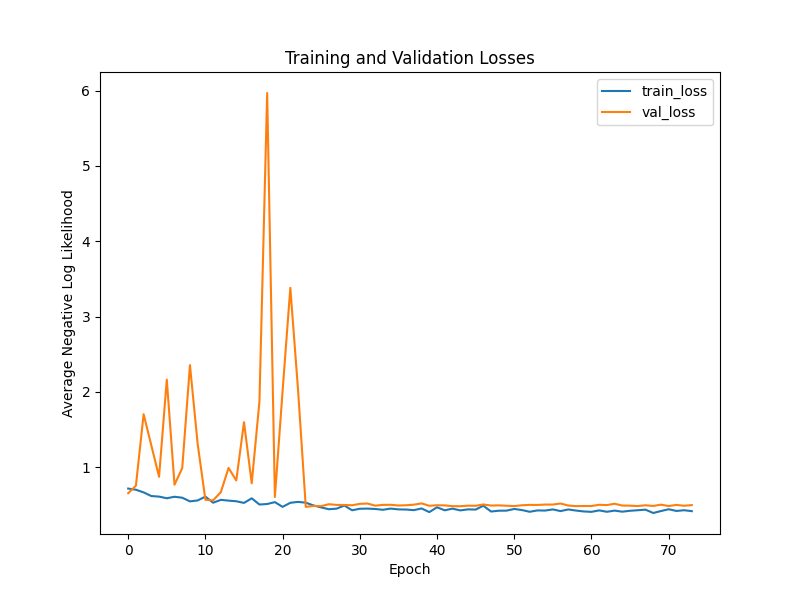 Training and Validation Losses
train_loss
val_loss
Average Negative Log Likelihood
6
5
4
3
2
1
0
10
20
30
40
50
60
70
Epoch